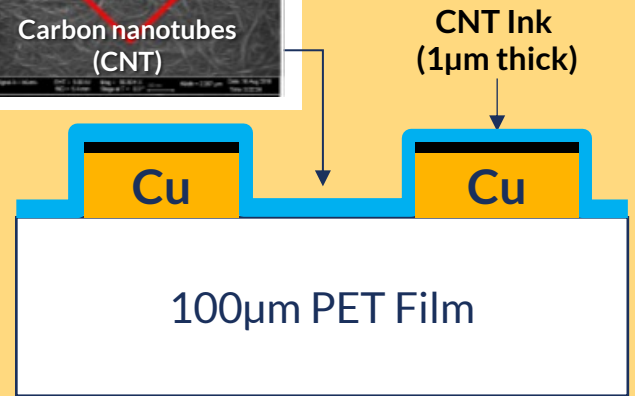 Carbon nanotubes
(CNT)
CNT Ink
(1µm thick)
Cu
Cu
100µm PET Film